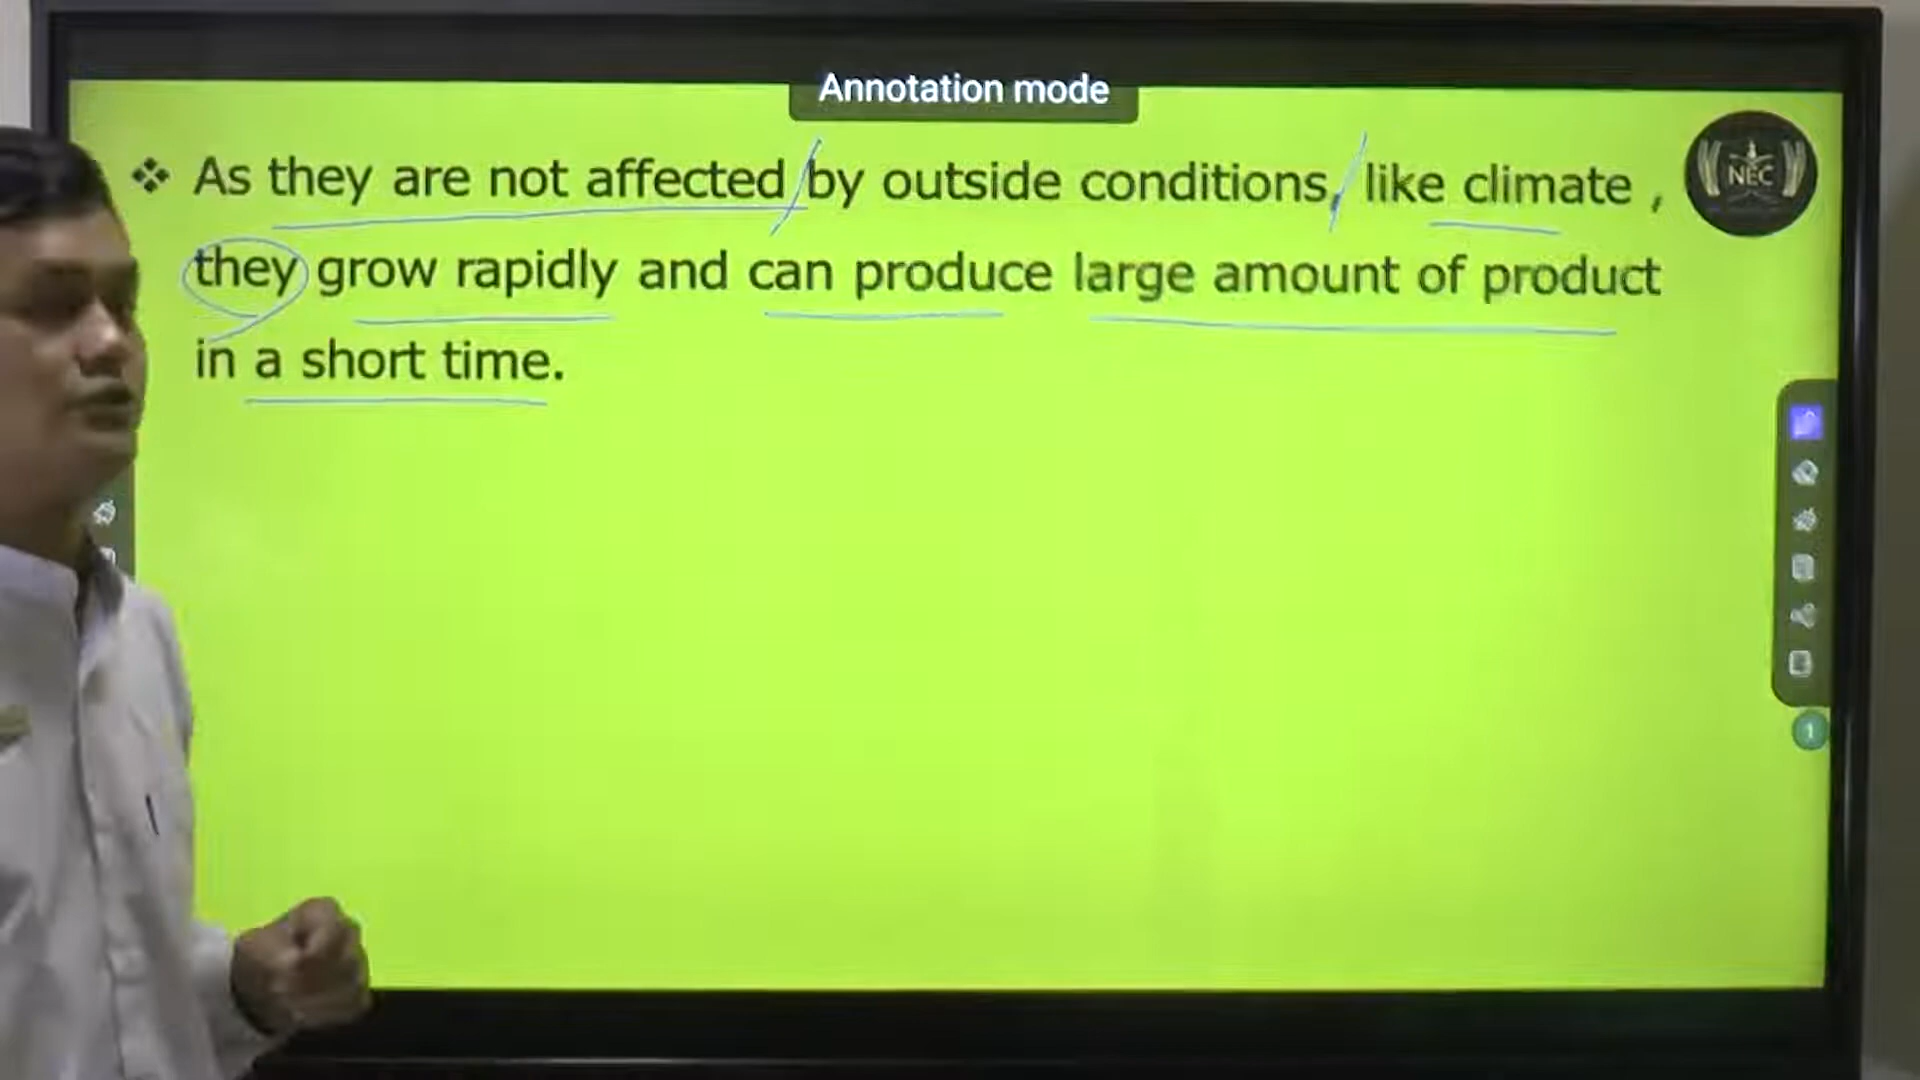 Annotation mode
❖ As they are not affected by outside conditions, like climate ,
NEC
they grow rapidly and can produce large amount of product
in a short time.
1